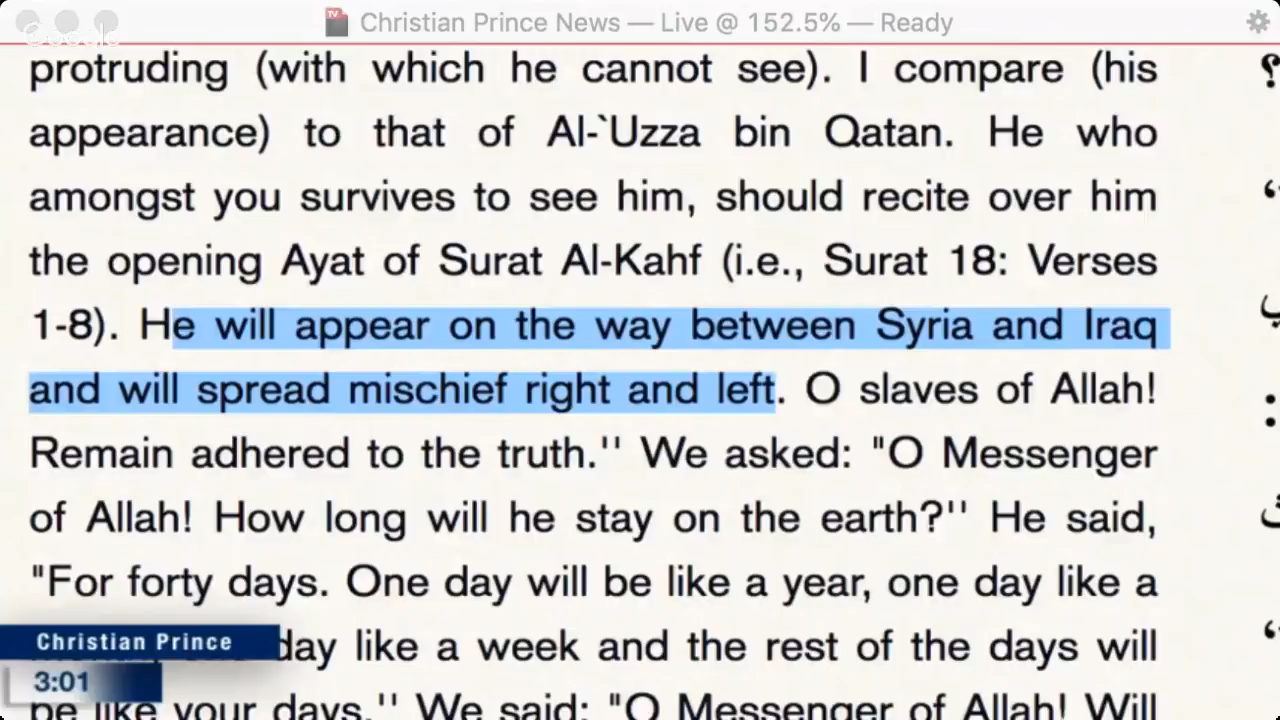 Christian Prince News — Live @ 152.5% — Ready
Google
protruding (with which he cannot see). I compare (his
appearance) to that of Al-`Uzza bin Qatan. He who
amongst you survives to see him, should recite over him
the opening Ayat of Surat Al-Kahf (i.e., Surat 18: Verses
1-8). He will appear on the way between Syria and Iraq
and will spread mischief right and left. O slaves of Allah!
Remain adhered to the truth.'' We asked: "O Messenger
of Allah! How long will he stay on the earth?'' He said,
"For forty days. One day will be like a year, one day like a
day like a week and the rest of the days will
be like your days.'' We said: "O Messenger of Allah! Will
Christian Prince
3:01